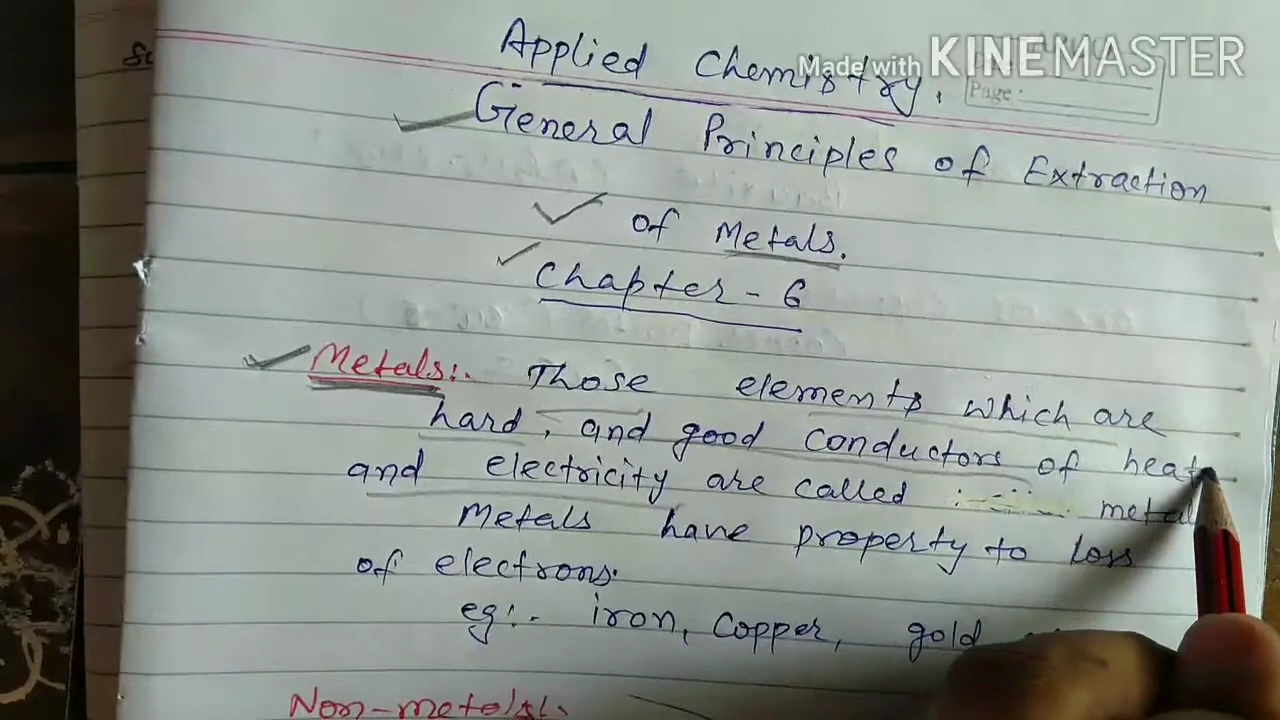 Applied Chemistry.
Made with KINEMASTER
Page :
General Principles of Extraction
of Metals.
Chapter - 6
Metals:. Those elements which are
hard, and good conductors of heat
and electricity are called metal
Metals have property to loss
of electrons.
eg:- iron, Copper, gold
Non-metals: